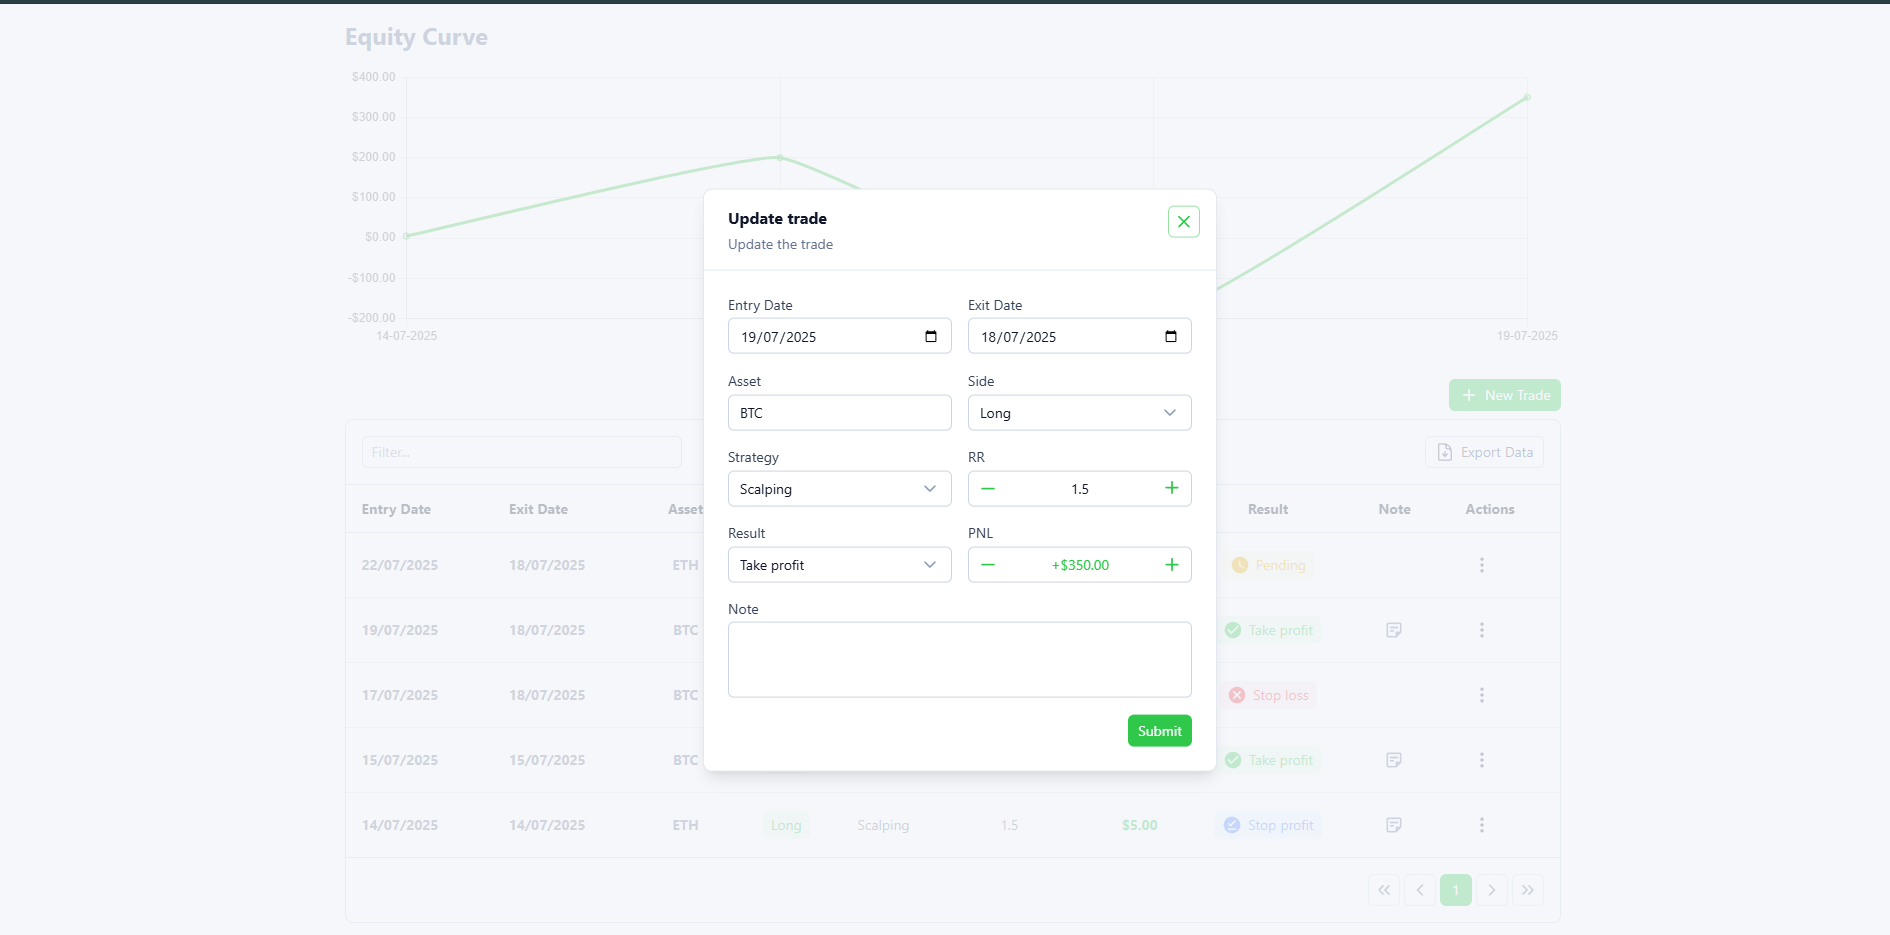 Equity Curve
$400.00
$300.00
$200.00
$100.00
$0.00
-$100.00
-$200.00
14-07-2025
19-07-2025
Update trade
Update the trade
Entry Date
Exit Date
19/07/2025
18/07/2025
Asset
Side
BTC
Long
Strategy
RR
Scalping
1.5
Result
PNL
Take profit
+$350.00
Note
Submit
New Trade
Filter...
Export Data
Entry Date Exit Date Asset Result Note Actions
22/07/2025 18/07/2025 ETH Pending
19/07/2025 18/07/2025 BTC Take profit
17/07/2025 18/07/2025 BTC Stop loss
15/07/2025 15/07/2025 BTC Take profit
14/07/2025 14/07/2025 ETH Long Scalping 1.5 $5.00 Stop profit
1